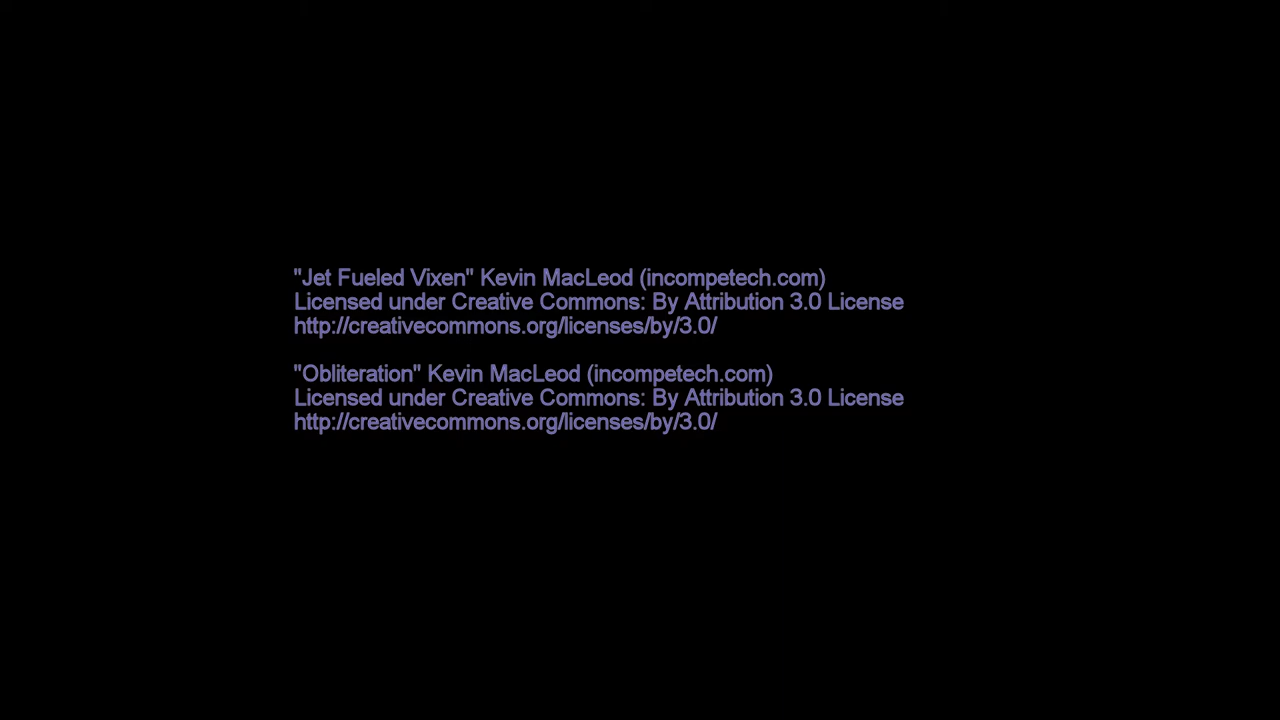 "Jet Fueled Vixen" Kevin MacLeod (incompetech.com)
Licensed under Creative Commons: By Attribution 3.0 License
http://creativecommons.org/licenses/by/3.0/
"Obliteration" Kevin MacLeod (incompetech.com)
Licensed under Creative Commons: By Attribution 3.0 License
http://creativecommons.org/licenses/by/3.0/